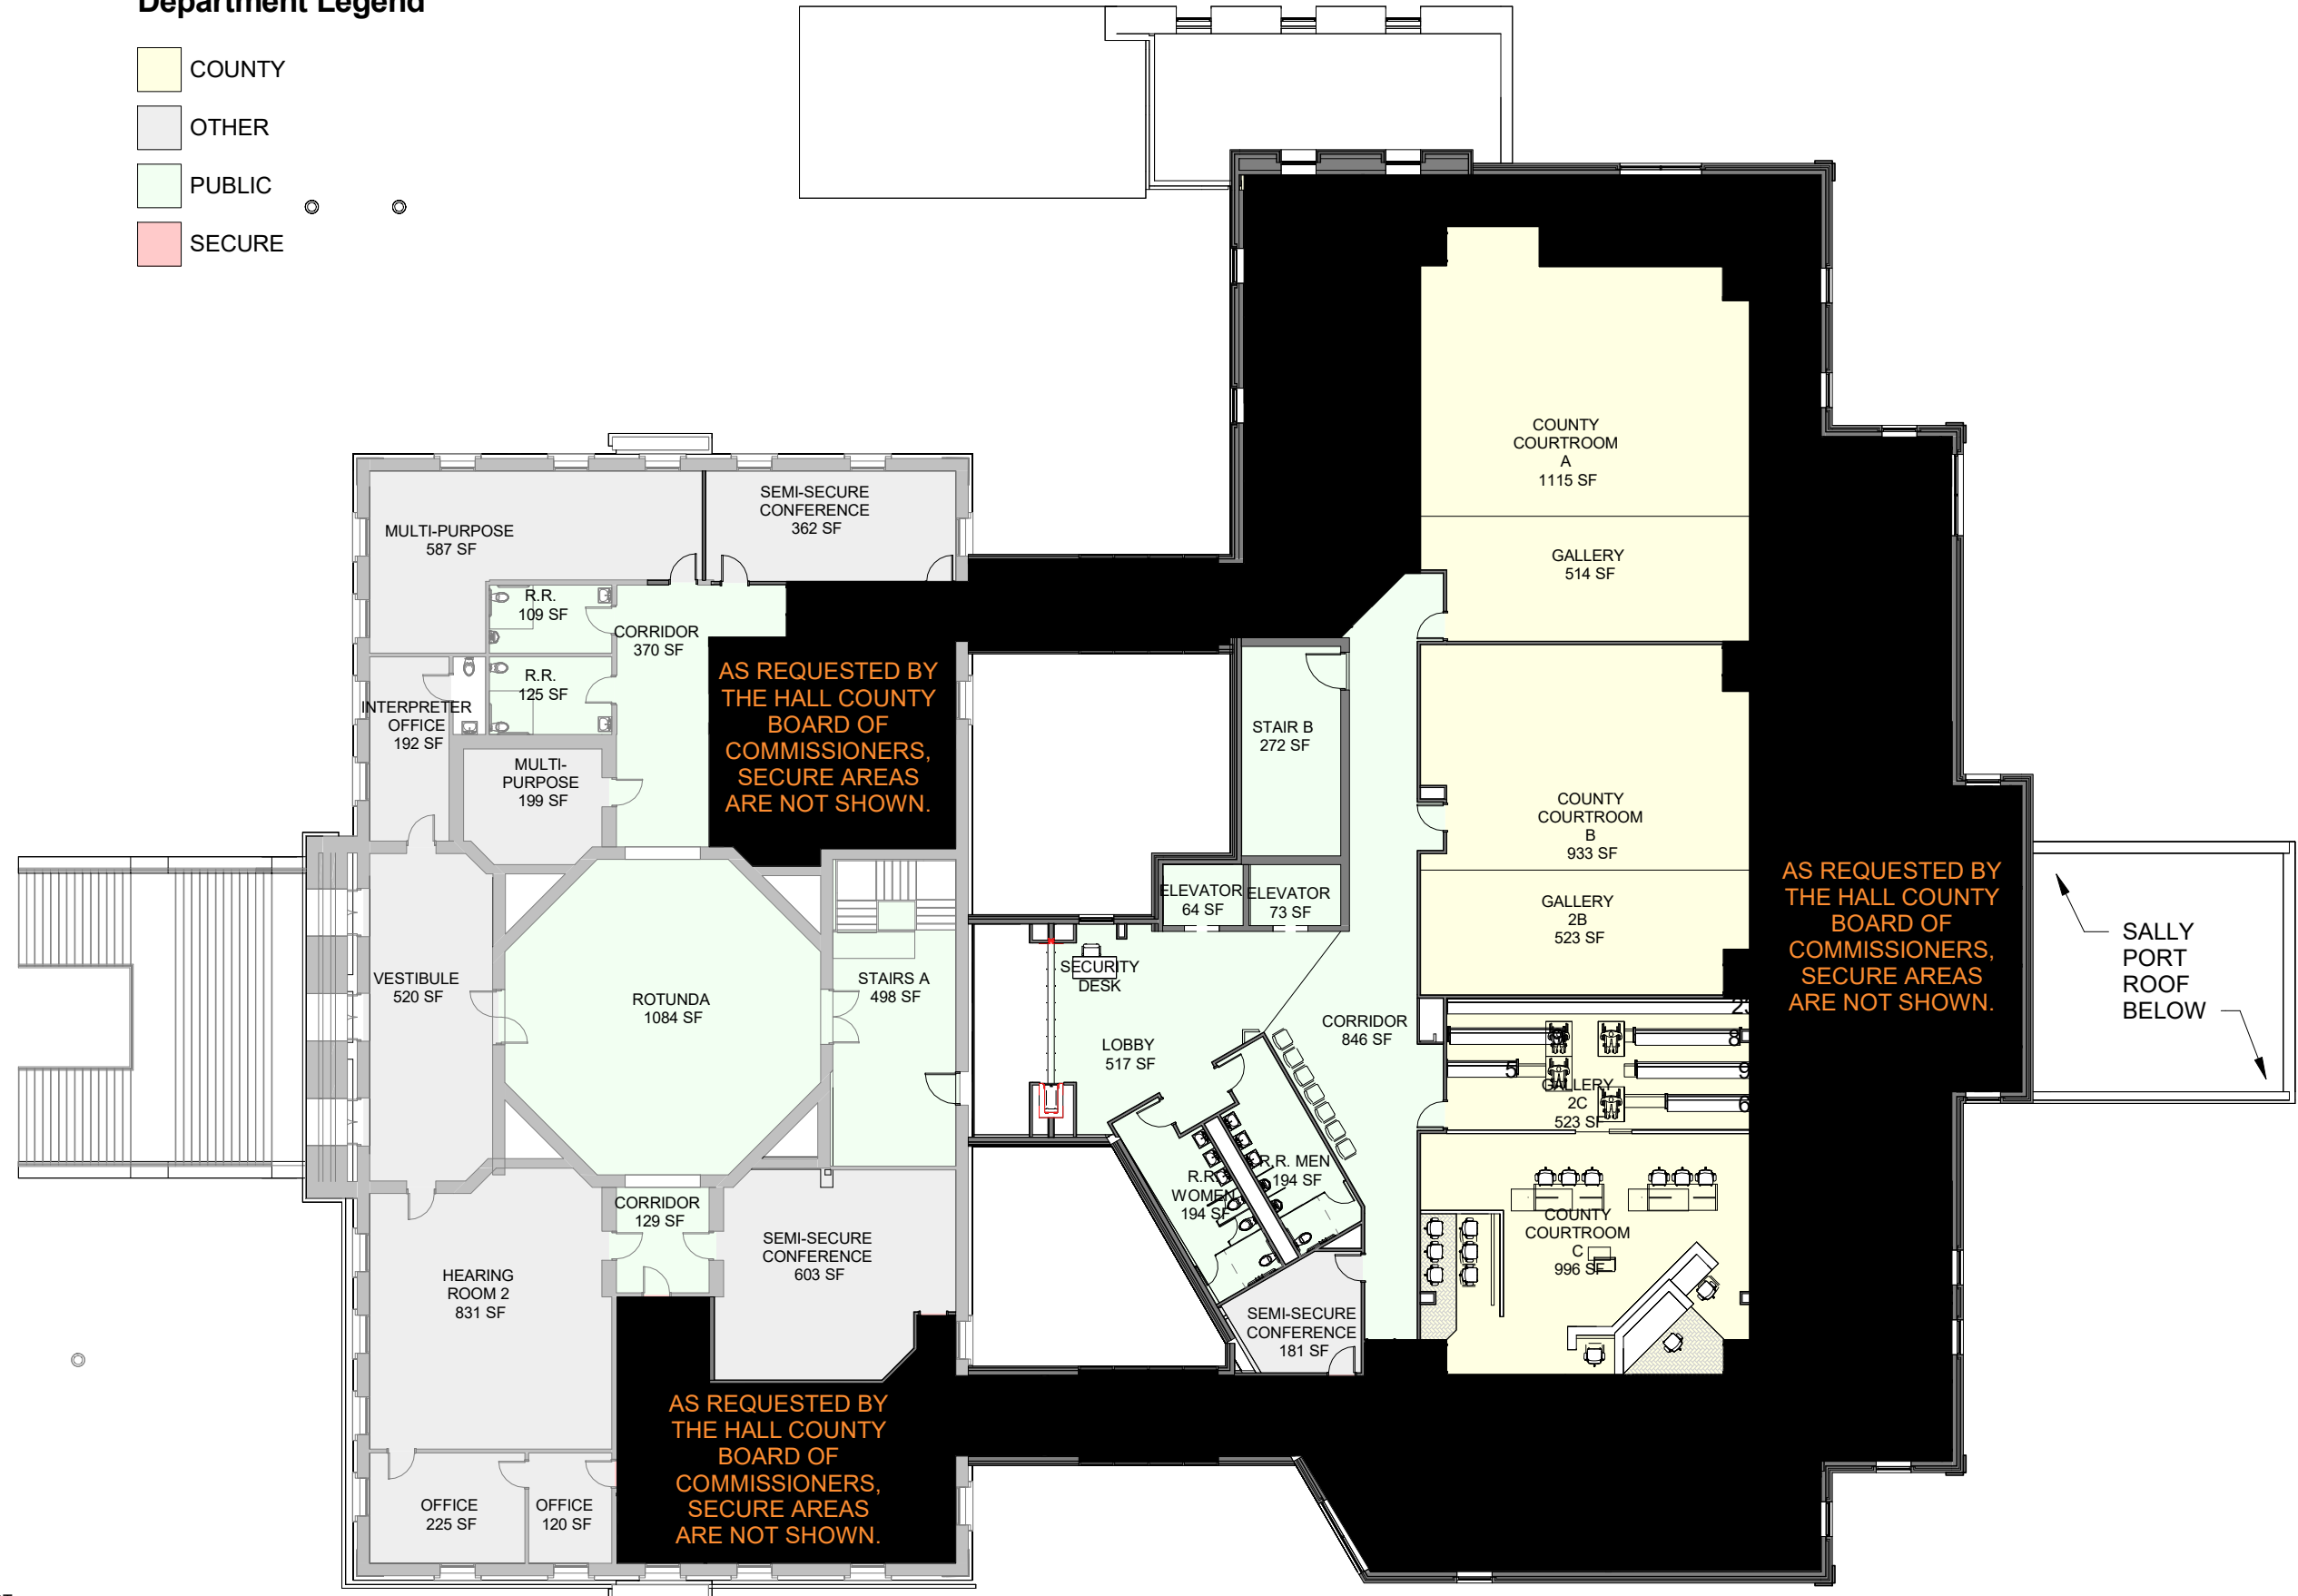 Department Legend
COUNTY
OTHER
PUBLIC
SECURE
COUNTY
COURTROOM
A
1115 SF
GALLERY
514 SF
SEMI-SECURE
CONFERENCE
362 SF
MULTI-PURPOSE
587 SF
R.R.
109 SF
CORRIDOR
370 SF
R.R.
125 SF
INTERPRETER
OFFICE
192 SF
MULTI-
PURPOSE
199 SF
AS REQUESTED BY
THE HALL COUNTY
BOARD OF
COMMISSIONERS,
SECURE AREAS
ARE NOT SHOWN.
STAIR B
272 SF
COUNTY
COURTROOM
B
933 SF
ELEVATOR
64 SF
ELEVATOR
73 SF
GALLERY
2B
523 SF
AS REQUESTED BY
THE HALL COUNTY
BOARD OF
COMMISSIONERS,
SECURE AREAS
ARE NOT SHOWN.
SALLY
PORT
ROOF
BELOW
VESTIBULE
520 SF
ROTUNDA
1084 SF
STAIRS A
498 SF
SECURITY
DESK
LOBBY
517 SF
CORRIDOR
846 SF
8
5
9
6
GALLERY
2C
523 SF
R.R. MEN
194 SF
R.R.
WOMEN
194 SF
CORRIDOR
129 SF
SEMI-SECURE
CONFERENCE
603 SF
HEARING
ROOM 2
831 SF
COUNTY
COURTROOM
C
996 SF
SEMI-SECURE
CONFERENCE
181 SF
AS REQUESTED BY
THE HALL COUNTY
BOARD OF
COMMISSIONERS,
SECURE AREAS
ARE NOT SHOWN.
OFFICE
225 SF
OFFICE
120 SF